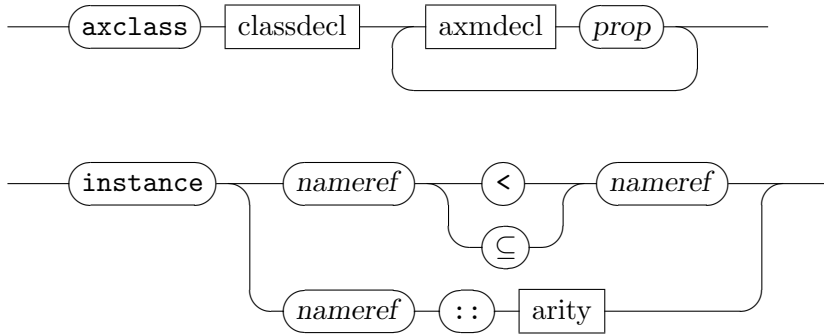 axclass classdecl axmdecl prop
instance nameref < nameref
⊆
nameref :: arity